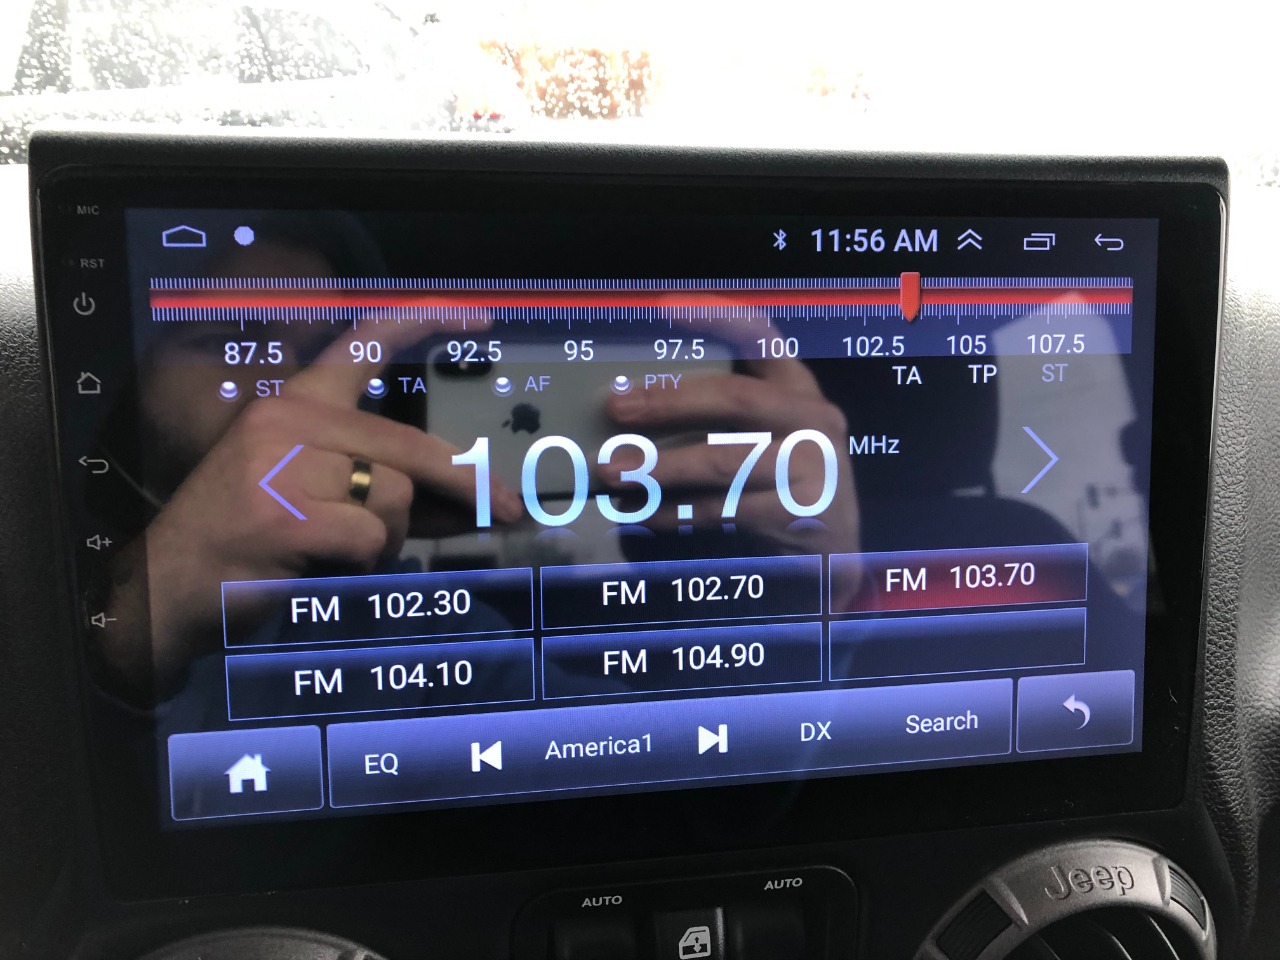 MIC
11:56 AM
RST
87.5 90 92.5 95 97.5 100 102.5 105 107.5
ST TA AF PTY TA TP ST
103.70 MHz
FM 102.30 FM 102.70 FM 103.70
FM 104.10 FM 104.90
EQ America1 DX Search
AUTO AUTO
Jeep